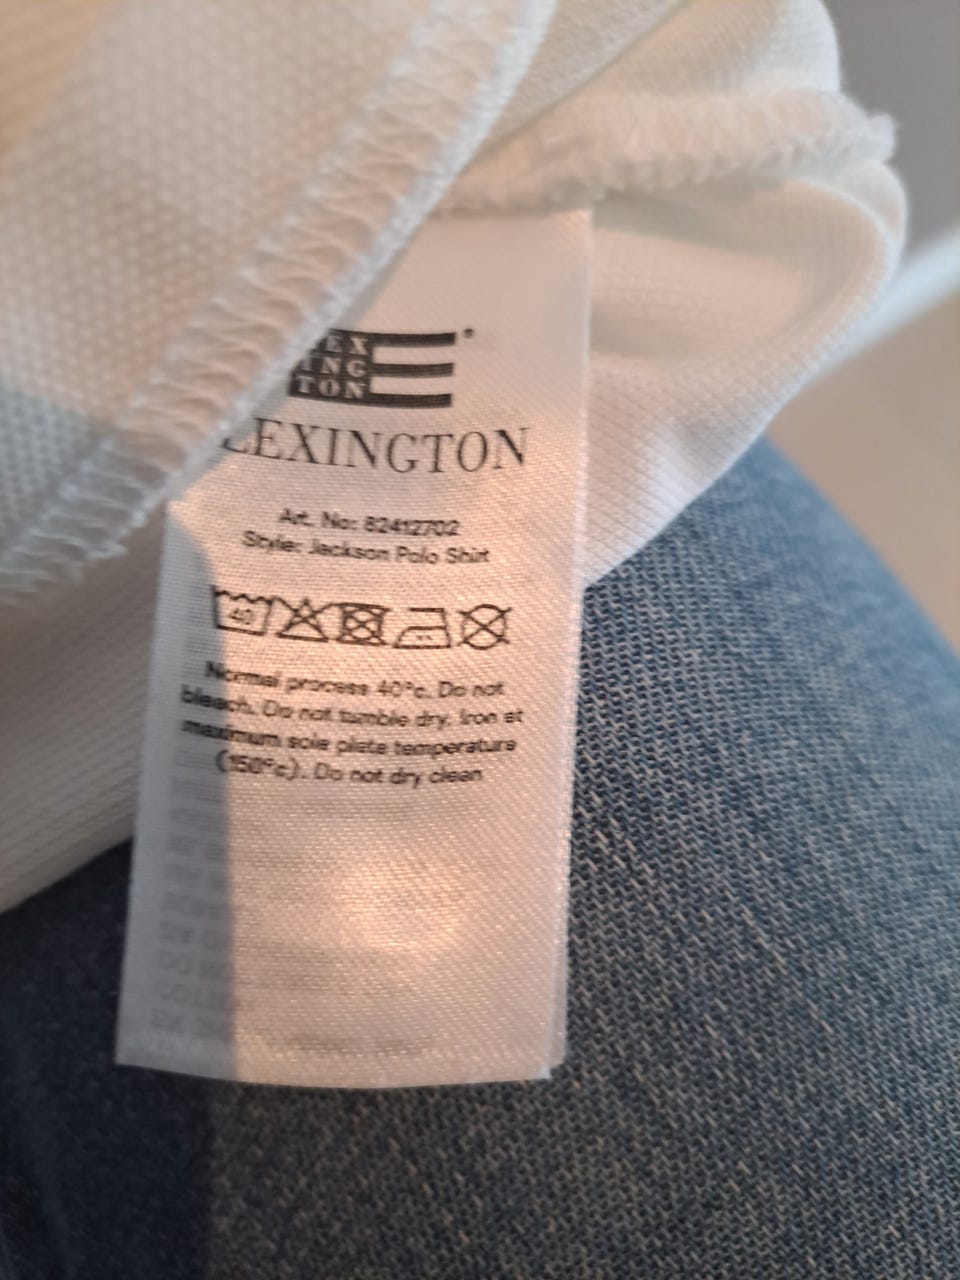 LEX
ING
TON
LEXINGTON
Art. No: 82412702
Style: Jackson Polo Shirt
40
Normal process 40°c. Do not
bleach. Do not tumble dry. Iron at
maximum sole plate temperature
(150°c). Do not dry clean